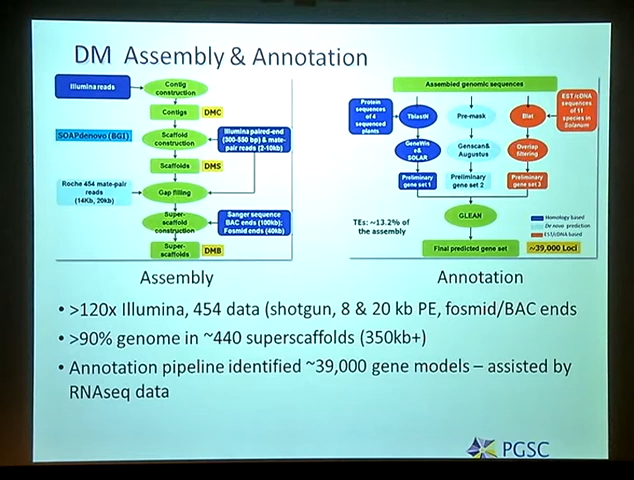 DM Assembly & Annotation
Illumina reads
Contig
construction
Contigs
DMC
SOAPdenovo (BGI)
Scaffold
construction
Illumina paired-end
(300-550 bp) & mate-
pair reads (2-10kb)
Scaffolds
DMS
Roche 454 mate-pair
reads
(14Kb, 20kb)
Gap filling
Super-
scaffold
construction
Sanger sequence
BAC ends (100kb);
Fosmid ends (40kb)
Super-
scaffolds
DMB
Assembly
Assembled genomic sequences
Protein
sequences
of 4
sequenced
plants
TblastN
Pre-mask
Blat
EST/cDNA
sequences
of 11
species in
Solanum
GeneWis
e &
SOLAR
Genscan&
Augustus
Overlap
filtering
Preliminary
gene set 1
Preliminary
gene set 2
Preliminary
gene set 3
TEs: ~13.2% of
the assembly
GLEAN
Homology based
De novo prediction
EST/cDNA based
Final predicted gene set
~39,000 Loci
Annotation
• >120x Illumina, 454 data (shotgun, 8 & 20 kb PE, fosmid/BAC ends
• >90% genome in ~440 superscaffolds (350kb+)
• Annotation pipeline identified ~39,000 gene models – assisted by
RNAseq data
PGSC